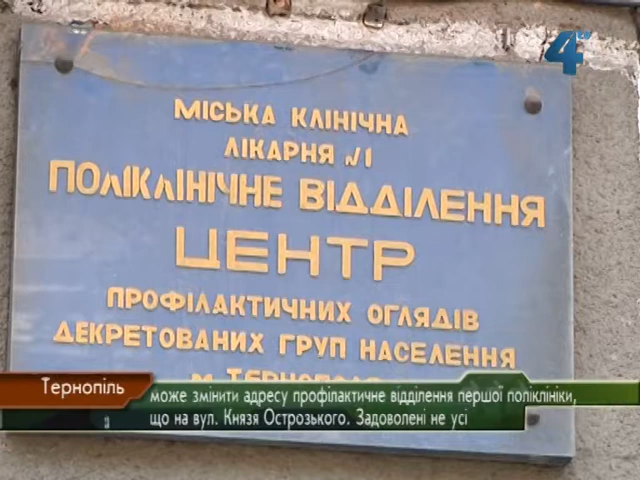 4
МІСЬКА КЛІНІЧНА
ЛІКАРНЯ №1
ПОЛІКЛІНІЧНЕ ВІДДІЛЕННЯ
ЦЕНТР
ПРОФІЛАКТИЧНИХ ОГЛЯДІВ
ДЕКРЕТОВАНИХ ГРУП НАСЕЛЕННЯ
Тернопіль
може змінити адресу профілактичне відділення першої поліклініки,
що на вул. Князя Острозького. Задоволені не усі